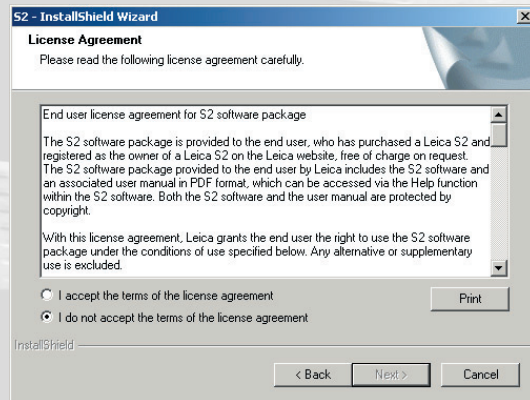 S2 - InstallShield Wizard
License Agreement
Please read the following license agreement carefully.
End user license agreement for S2 software package
The S2 software package is provided to the end user, who has purchased a Leica S2 and
registered as the owner of a Leica S2 on the Leica website, free of charge on request.
The S2 software package provided to the end user by Leica includes the S2 software and
an associated user manual in PDF format, which can be accessed via the Help function
within the S2 software. Both the S2 software and the user manual are protected by
copyright.
With this license agreement, Leica grants the end user the right to use the S2 software
package under the conditions of use specified below. Any alternative or supplementary
use is excluded.
I accept the terms of the license agreement
Print
I do not accept the terms of the license agreement
InstallShield
< Back
Next >
Cancel